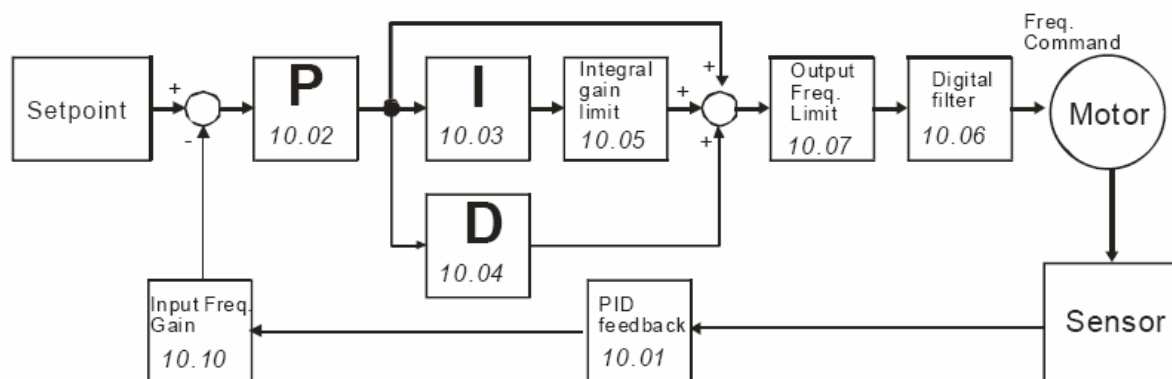 Freq.
Command
Setpoint
+
-
P
10.02
I
10.03
Integral
gain
limit
10.05
+
+
+
Output
Freq.
Limit
10.07
Digital
filter
10.06
Motor
D
10.04
Input Freq.
Gain
10.10
PID
feedback
10.01
Sensor